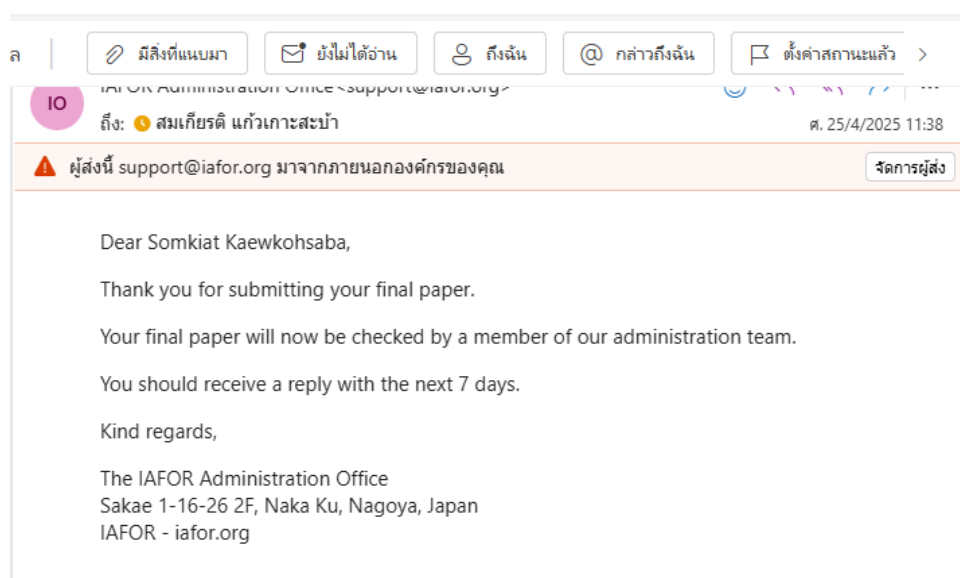 ล
มีสิ่งที่แนบมา
ยังไม่ได้อ่าน
ถึงฉัน
@ กล่าวถึงฉัน
ตั้งค่าสถานะแล้ว
IO
IAFOR Administration Office<support@iafor.org>
ถึง: สมเกียรติ แก้วเกาะสะบ้า
ศ. 25/4/2025 11:38
ผู้ส่งนี้ support@iafor.org มาจากภายนอกองค์กรของคุณ
จัดการผู้ส่ง
Dear Somkiat Kaewkohsaba,
Thank you for submitting your final paper.
Your final paper will now be checked by a member of our administration team.
You should receive a reply with the next 7 days.
Kind regards,
The IAFOR Administration Office
Sakae 1-16-26 2F, Naka Ku, Nagoya, Japan
IAFOR - iafor.org